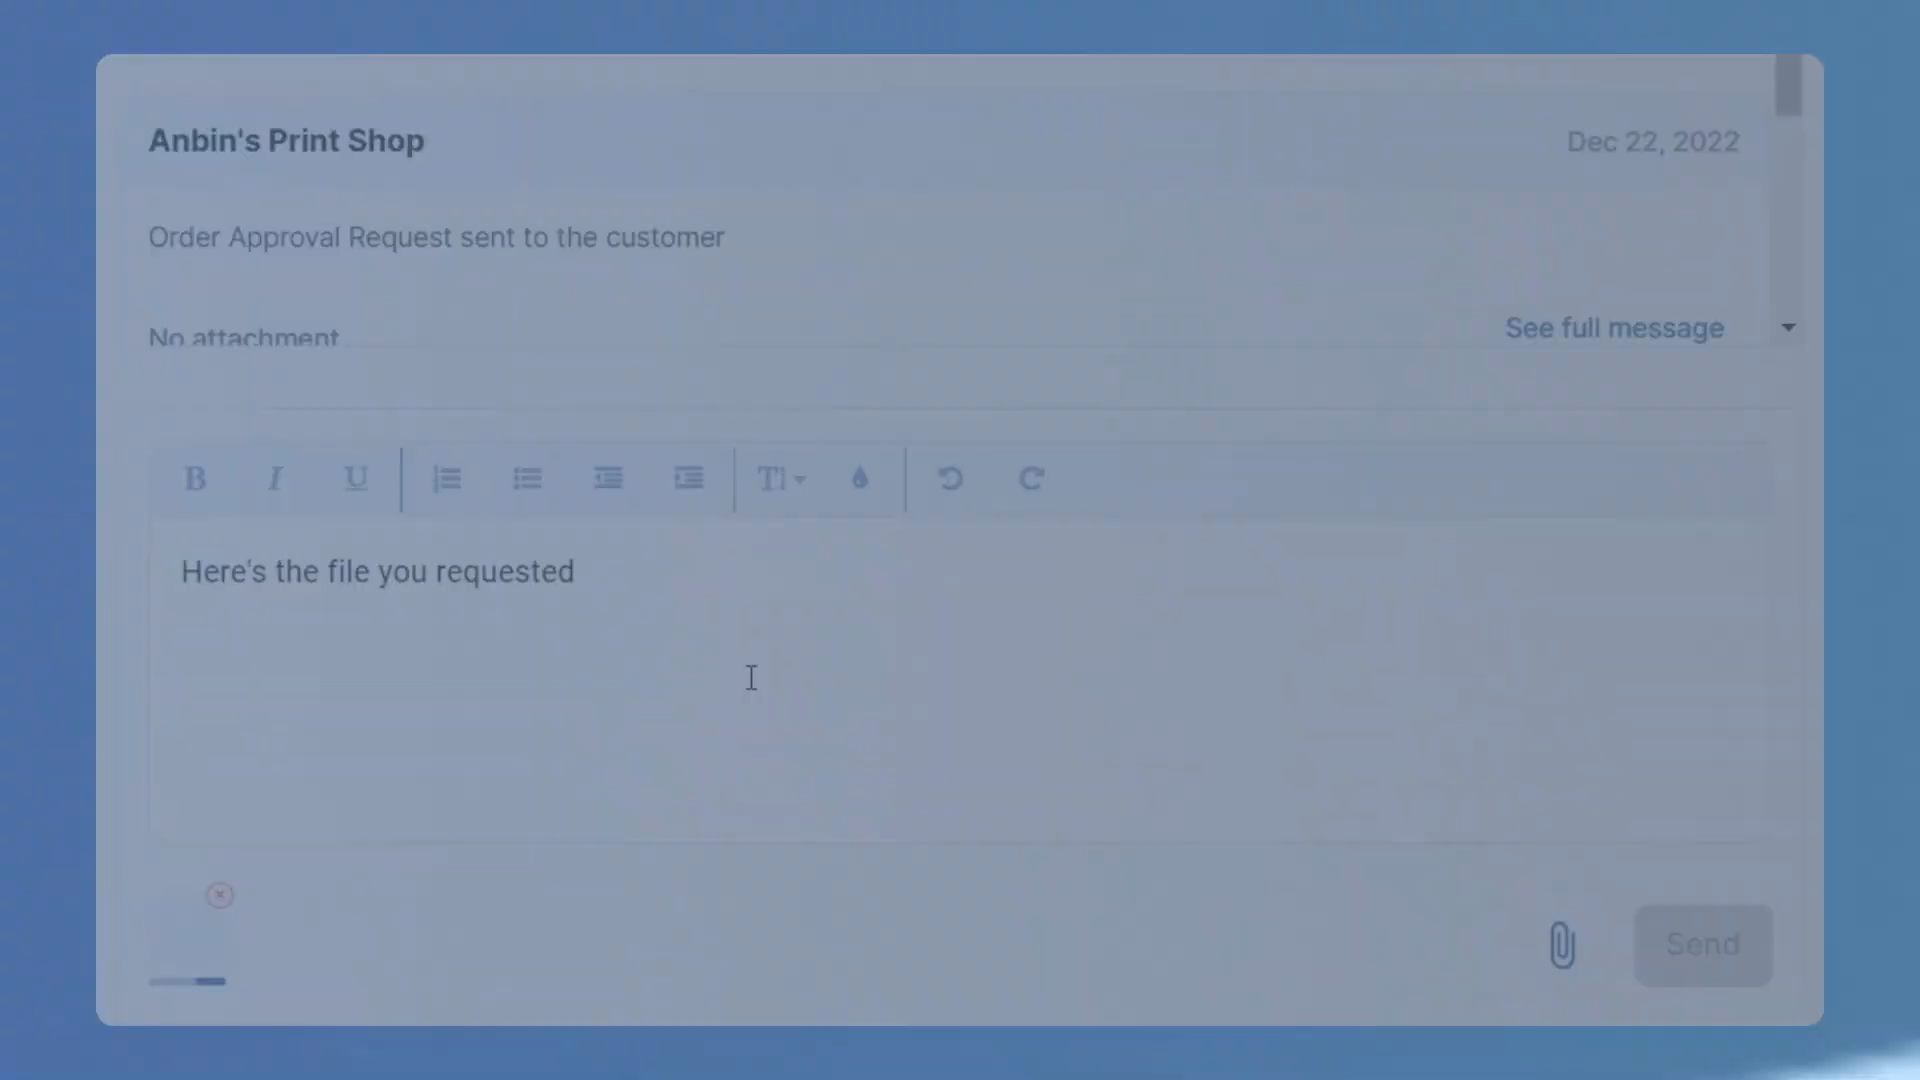 Anbin's Print Shop
Dec 22, 2022
Order Approval Request sent to the customer
No attachment
See full message
B I U
T
Here's the file you requested
Send